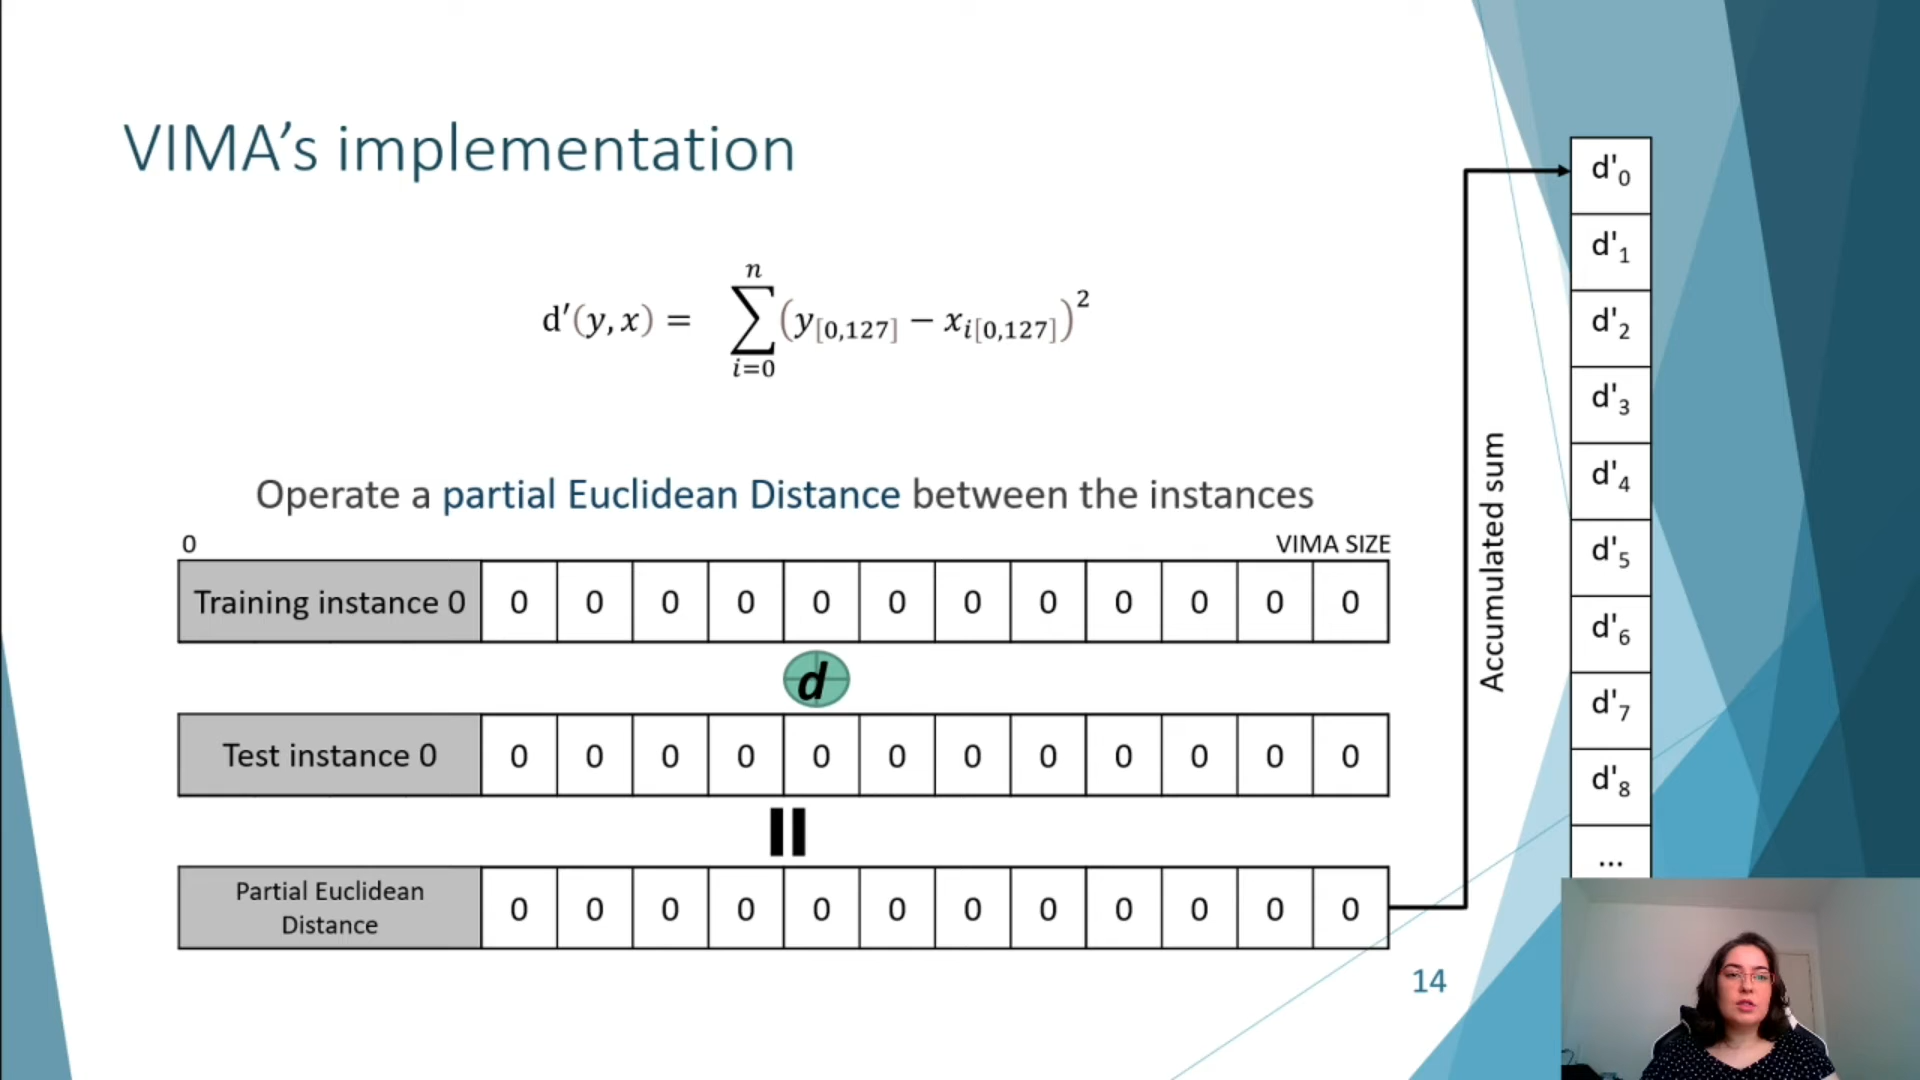 VIMA's implementation
d′(y, x) = ∑ⁿᵢ₌₀ (y[0,127] − xi[0,127])²
Operate a partial Euclidean Distance between the instances
0 VIMA SIZE
Training instance 0 0 0 0 0 0 0 0 0 0 0 0 0
d
Test instance 0 0 0 0 0 0 0 0 0 0 0 0 0
=
Partial Euclidean
Distance
0 0 0 0 0 0 0 0 0 0 0 0
Accumulated sum
d'0
d'1
d'2
d'3
d'4
d'5
d'6
d'7
d'8
...
14